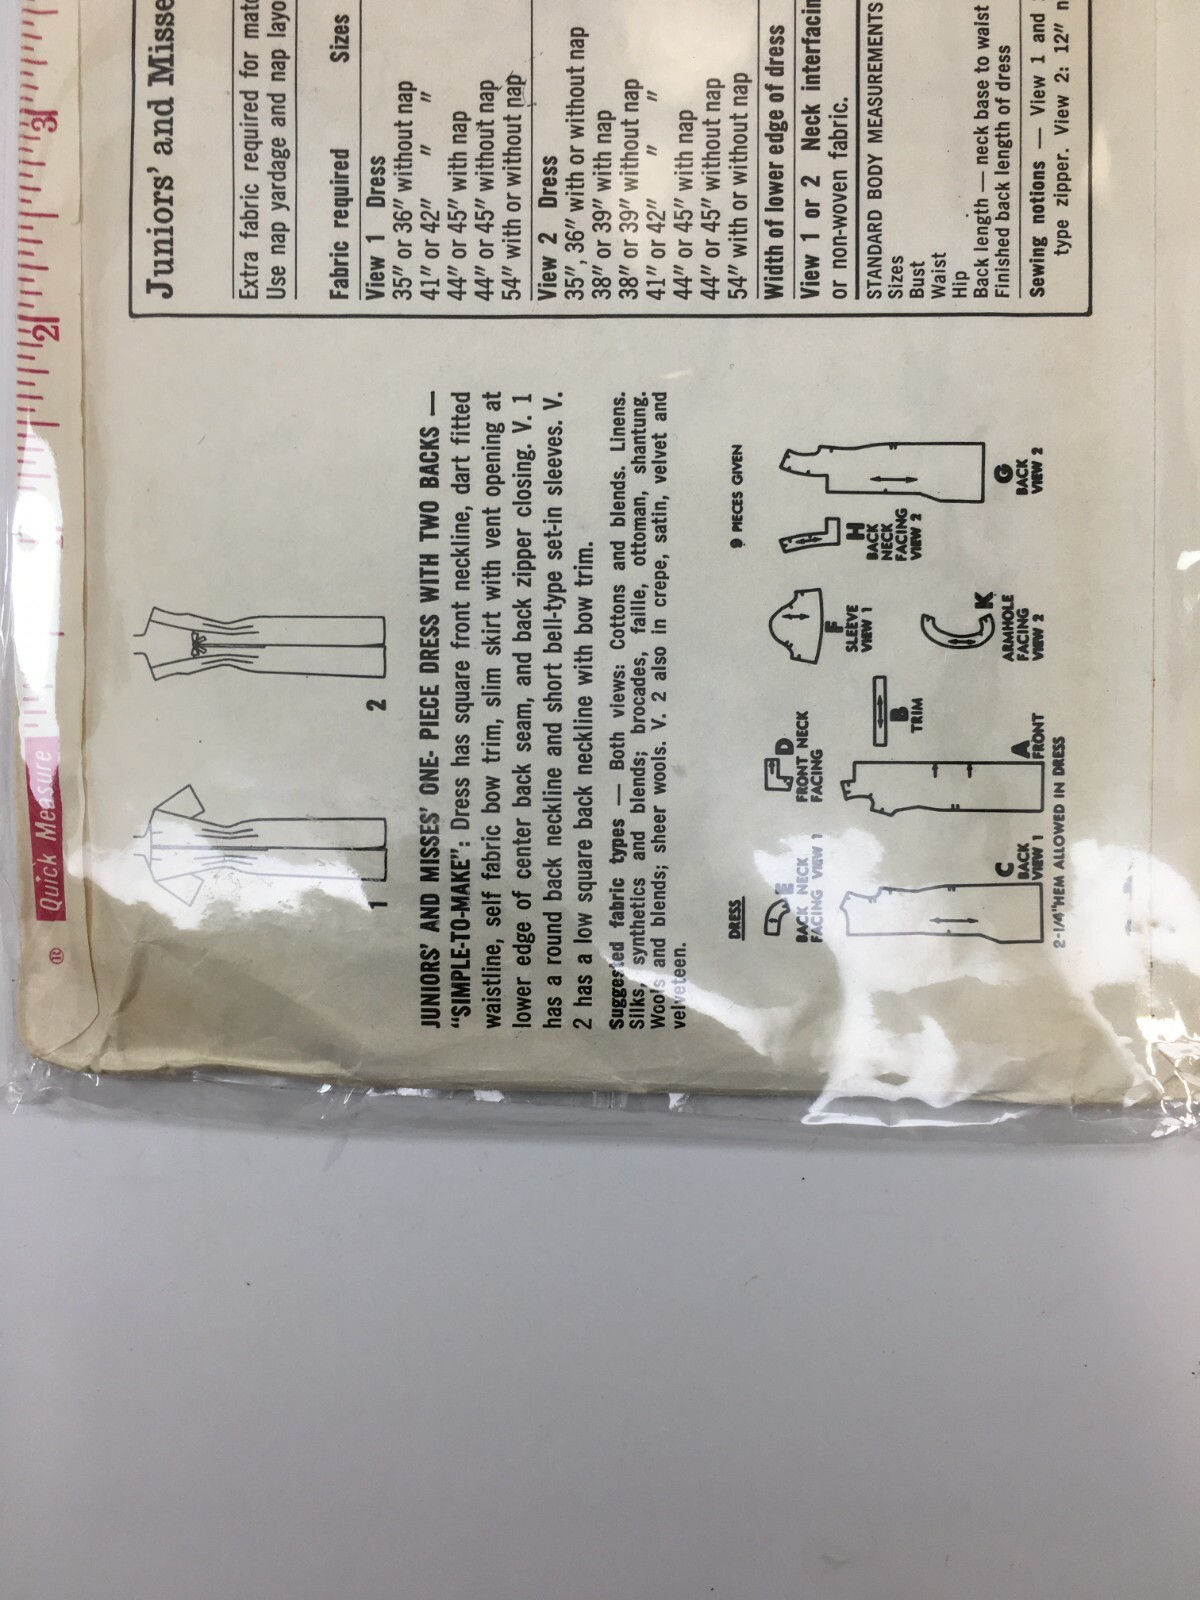 ® Quick Measure 1 2 3
1
2
JUNIORS' AND MISSES' ONE- PIECE DRESS WITH TWO BACKS —
"SIMPLE-TO-MAKE": Dress has square front neckline, dart fitted
waistline, self fabric bow trim, slim skirt with vent opening at
lower edge of center back seam, and back zipper closing. V. 1
has a round back neckline and short bell-type set-in sleeves. V.
2 has a low square back neckline with bow trim.
Suggested fabric types — Both views: Cottons and blends. Linens.
Silks, synthetics and blends; brocades, faille, ottoman, shantung.
Wools and blends; sheer wools. V. 2 also in crepe, satin, velvet and
velveteen.
DRESS
9 PIECES GIVEN
E
BACK NECK
FACING VIEW 1
D
FRONT NECK
FACING
B
TRIM
F
SLEEVE
VIEW 1
H
BACK
NECK
FACING
VIEW 2
G
BACK
VIEW 2
C
BACK
VIEW 1
A
FRONT
K
ARMHOLE
FACING
VIEW 2
2-1/4"HEM ALLOWED IN DRESS
Juniors' and Misse
Extra fabric required for matc
Use nap yardage and nap layo
Fabric required Sizes
View 1 Dress
35" or 36" without nap
41" or 42" " "
44" or 45" with nap
44" or 45" without nap
54" with or without nap
View 2 Dress
35", 36" with or without nap
38" or 39" with nap
38" or 39" without nap
41" or 42" " "
44" or 45" with nap
44" or 45" without nap
54" with or without nap
Width of lower edge of dress
View 1 or 2 Neck interfacin
or non-woven fabric.
STANDARD BODY MEASUREMENTS
Sizes
Bust
Waist
Hip
Back length — neck base to waist
Finished back length of dress
Sewing notions — View 1 and
type zipper. View 2: 12" n